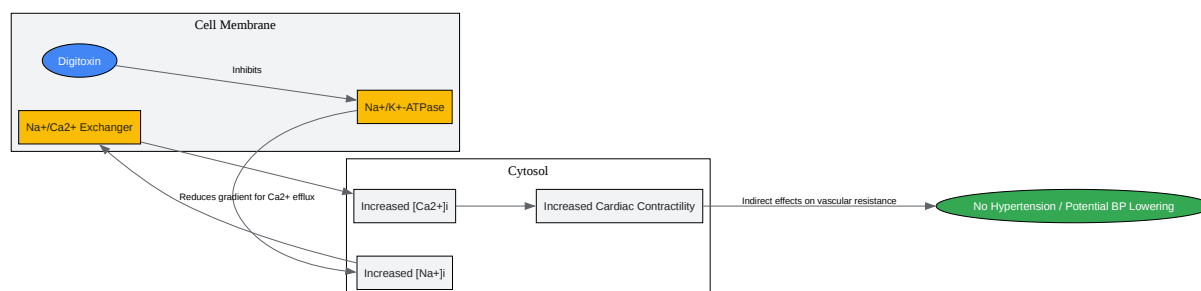 Cell Membrane
Digitoxin
Inhibits
Na+/K+-ATPase
Na+/Ca2+ Exchanger
Cytosol
Reduces gradient for Ca2+ efflux
Increased [Ca2+]i
Increased Cardiac Contractility
Indirect effects on vascular resistance
No Hypertension / Potential BP Lowering
Increased [Na+]i